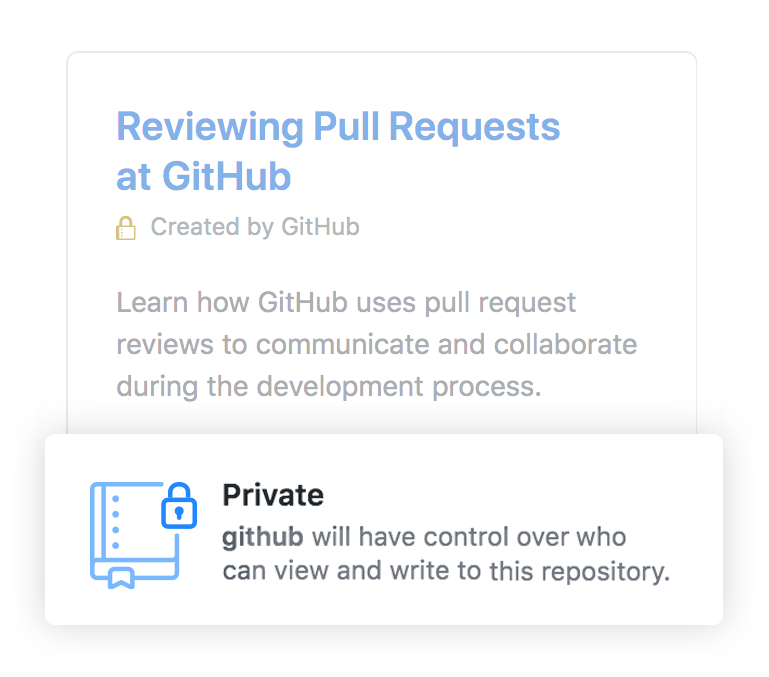 Reviewing Pull Requests
at GitHub
Created by GitHub
Learn how GitHub uses pull request
reviews to communicate and collaborate
during the development process.
Private
github will have control over who
can view and write to this repository.